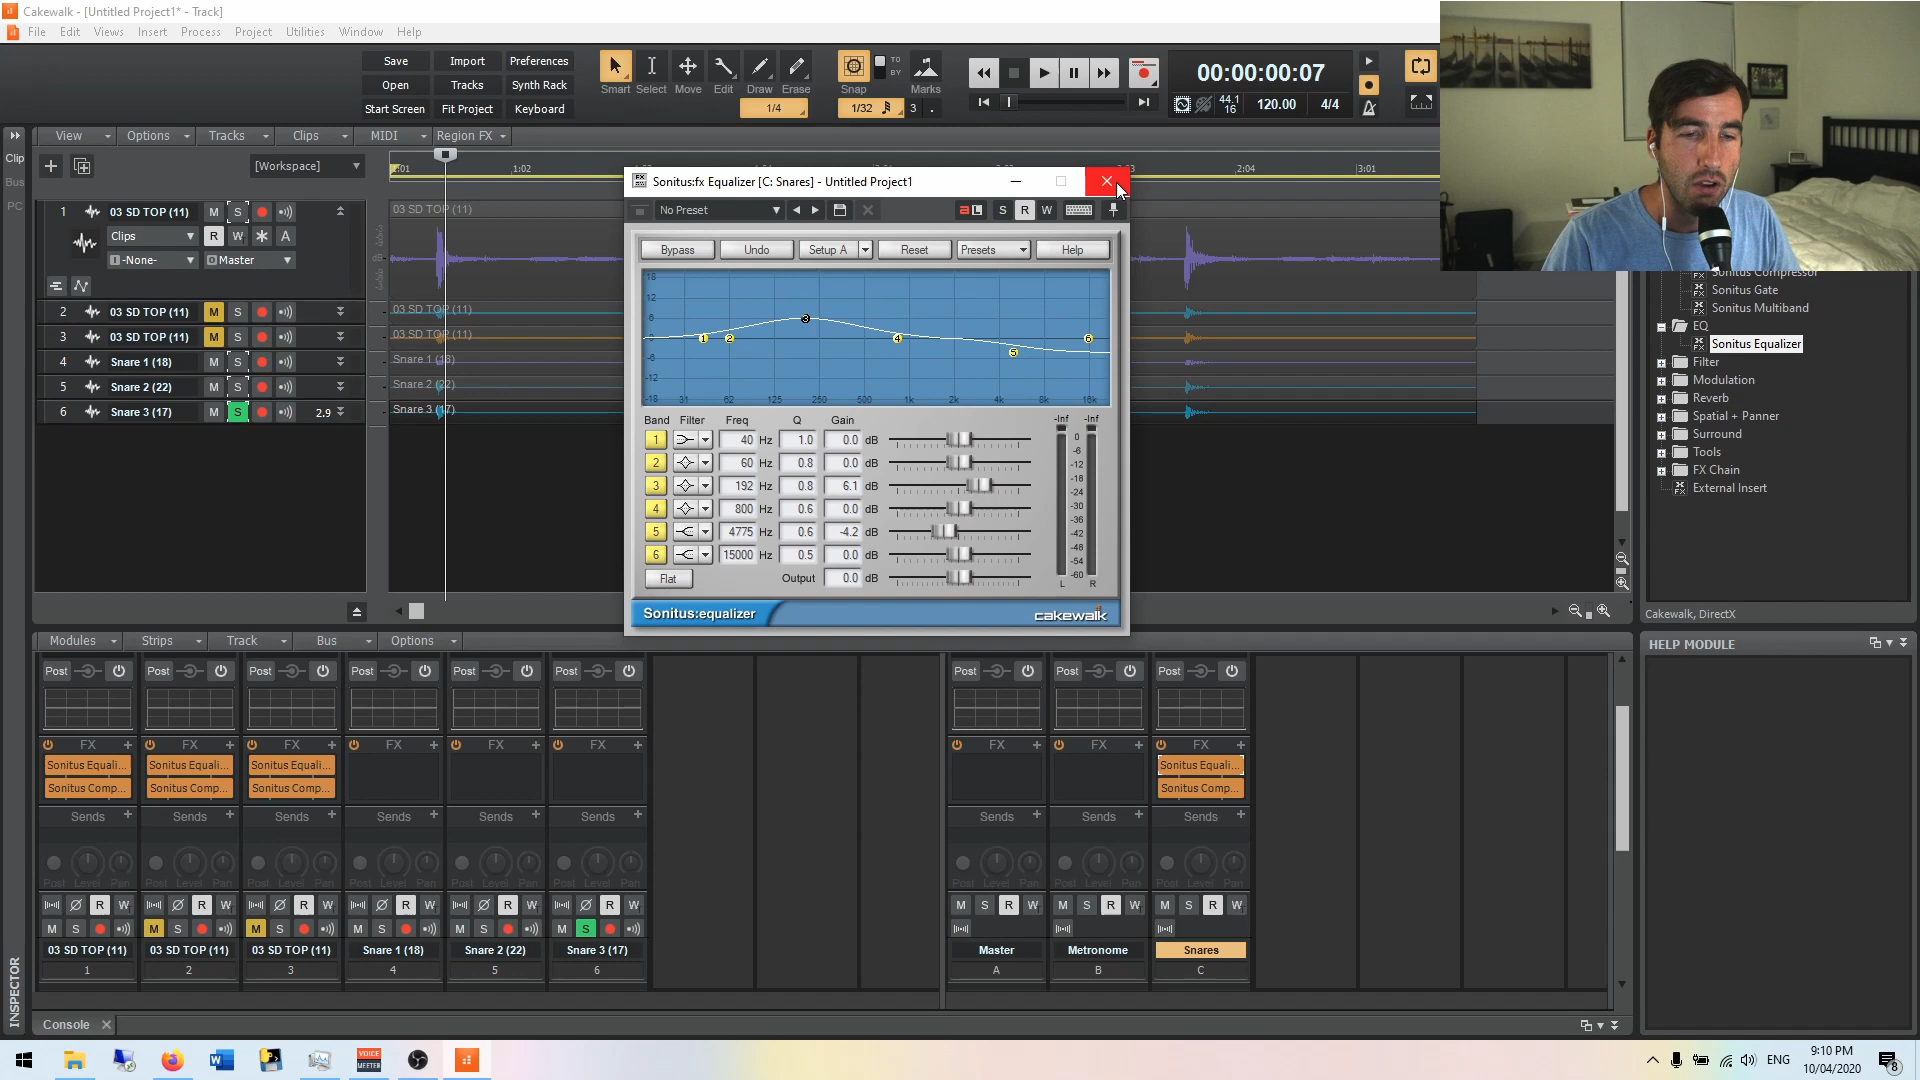 Cakewalk - [Untitled Project1* - Track]
File Edit Views Insert Process Project Utilities Window Help
Save Import Preferences
Open Tracks Synth Rack
Start Screen Fit Project Keyboard
Smart Select Move Edit Draw Erase Snap TO BY Marks
1/4 1/32 3 .
00:00:00:07
44.1 16 120.00 4/4
View Options Tracks Clips MIDI Region FX
Clip
Bus
PC
[Workspace]
1:02 2:04 3:01
1 03 SD TOP (11) M S
Clips R W A
-None- Master
2 03 SD TOP (11) M S
3 03 SD TOP (11) M S
4 Snare 1 (18) M S
5 Snare 2 (22) M S
6 Snare 3 (17) M S 2.9
03 SD TOP (11)
03 SD TOP (11)
03 SD TOP (11)
Snare 1 (18)
Snare 2 (22)
Snare 3 (17)
Sonitus:fx Equalizer [C: Snares] - Untitled Project1
No Preset S R W
Bypass Undo Setup A Reset Presets Help
18
12
6
0
-6
-12
-18 31 62 125 250 500 1k 2k 4k 8k 16k
1 2 3 4 5 6
Band Filter Freq Q Gain
1 40 Hz 1.0 0.0 dB
2 60 Hz 0.8 0.0 dB
3 192 Hz 0.8 6.1 dB
4 800 Hz 0.6 0.0 dB
5 4775 Hz 0.6 -4.2 dB
6 15000 Hz 0.5 0.0 dB
Flat Output 0.0 dB
-Inf -Inf
0
-6
-12
-18
-24
-30
-36
-42
-48
-54
-60
L R
Sonitus:equalizer cakewalk
Sonitus Compressor
Sonitus Gate
Sonitus Multiband
EQ
Sonitus Equalizer
Filter
Modulation
Reverb
Spatial + Panner
Surround
Tools
FX Chain
External Insert
Cakewalk, DirectX
HELP MODULE
Modules Strips Track Bus Options
Post Post Post Post Post Post Post Post Post
FX FX FX FX FX FX FX FX FX
Sonitus Equali... Sonitus Equali... Sonitus Equali... Sonitus Equali...
Sonitus Comp... Sonitus Comp... Sonitus Comp... Sonitus Comp...
Sends Sends Sends Sends Sends Sends Sends Sends Sends
Post Level Pan Post Level Pan Post Level Pan Post Level Pan Post Level Pan Post Level Pan Post Level Pan Post Level Pan Post Level Pan
R W R W R W R W R W R W M S R W M S R W M S R W
M S M S M S M S M S M S
03 SD TOP (11) 03 SD TOP (11) 03 SD TOP (11) Snare 1 (18) Snare 2 (22) Snare 3 (17) Master Metronome Snares
1 2 3 4 5 6 A B C
INSPECTOR
Console
VOICE MEETER
ENG
9:10 PM
10/04/2020
8